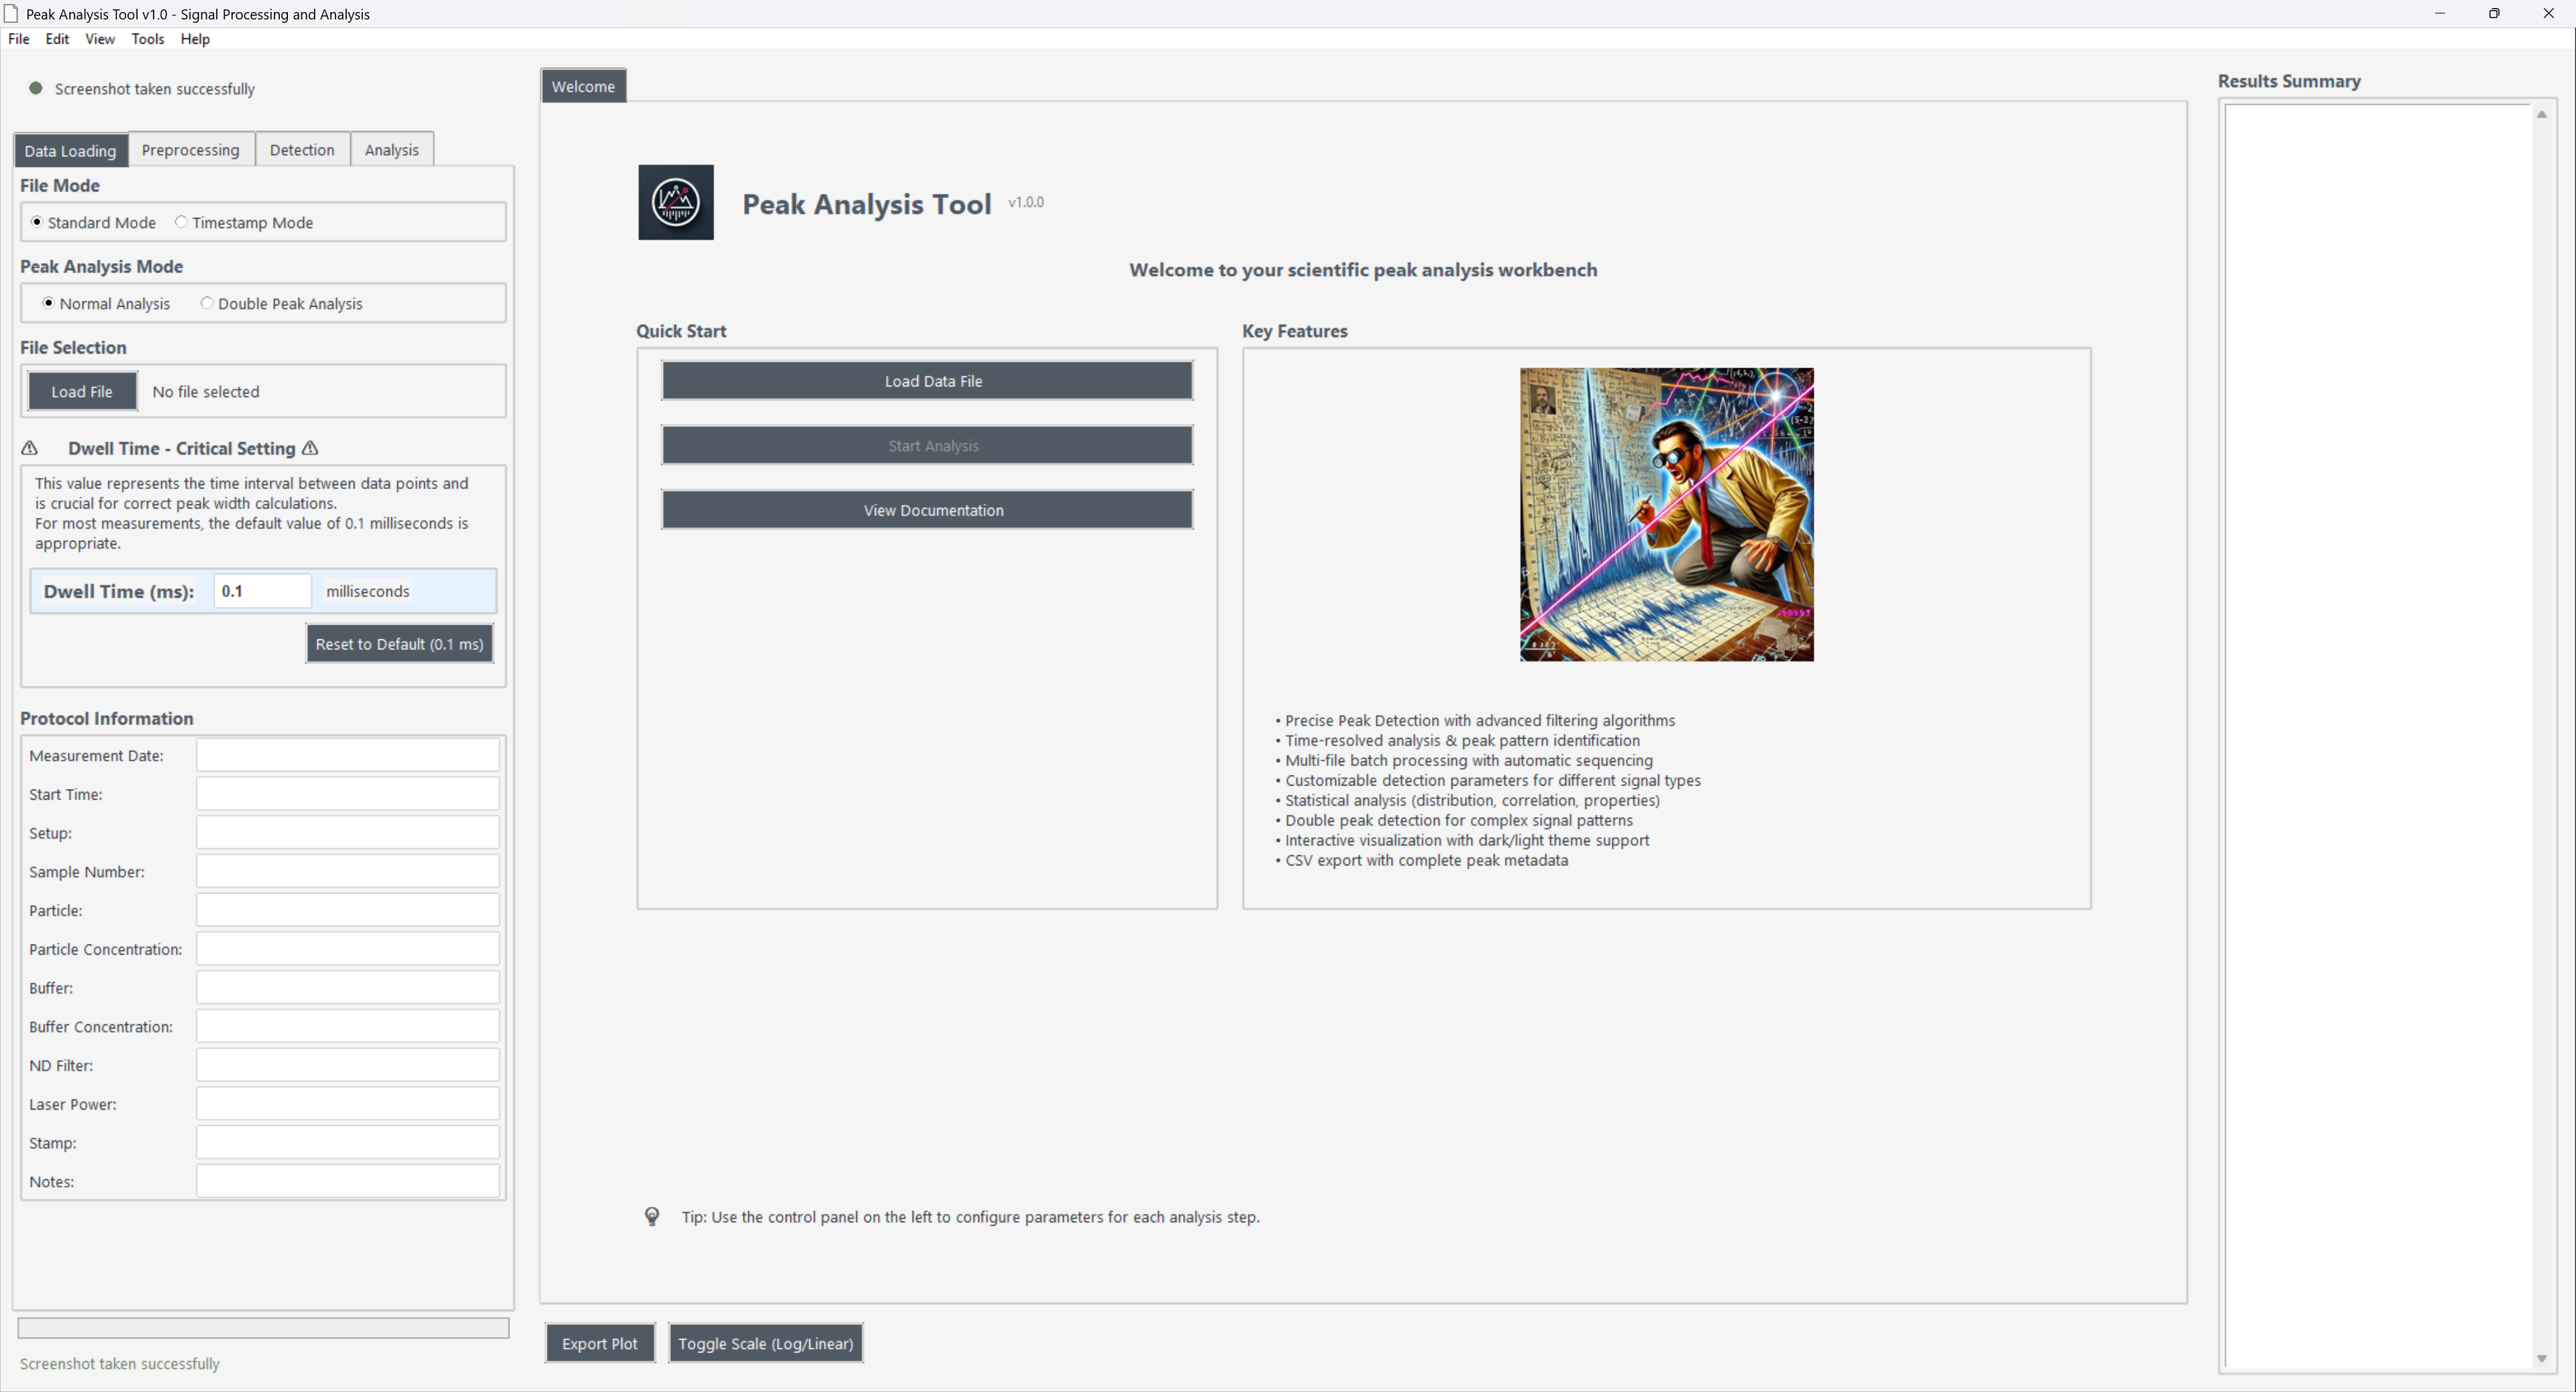 Peak Analysis Tool v1.0 - Signal Processing and Analysis
File Edit View Tools Help
Screenshot taken successfully
Data Loading Preprocessing Detection Analysis
File Mode
Standard Mode Timestamp Mode
Peak Analysis Mode
Normal Analysis Double Peak Analysis
File Selection
Load File No file selected
⚠ Dwell Time - Critical Setting ⚠
This value represents the time interval between data points and
is crucial for correct peak width calculations.
For most measurements, the default value of 0.1 milliseconds is
appropriate.
Dwell Time (ms): 0.1 milliseconds
Reset to Default (0.1 ms)
Protocol Information
Measurement Date:
Start Time:
Setup:
Sample Number:
Particle:
Particle Concentration:
Buffer:
Buffer Concentration:
ND Filter:
Laser Power:
Stamp:
Notes:
Screenshot taken successfully
Welcome
Peak Analysis Tool v1.0.0
Welcome to your scientific peak analysis workbench
Quick Start
Load Data File
Start Analysis
View Documentation
Key Features
• Precise Peak Detection with advanced filtering algorithms
• Time-resolved analysis & peak pattern identification
• Multi-file batch processing with automatic sequencing
• Customizable detection parameters for different signal types
• Statistical analysis (distribution, correlation, properties)
• Double peak detection for complex signal patterns
• Interactive visualization with dark/light theme support
• CSV export with complete peak metadata
Tip: Use the control panel on the left to configure parameters for each analysis step.
Export Plot Toggle Scale (Log/Linear)
Results Summary